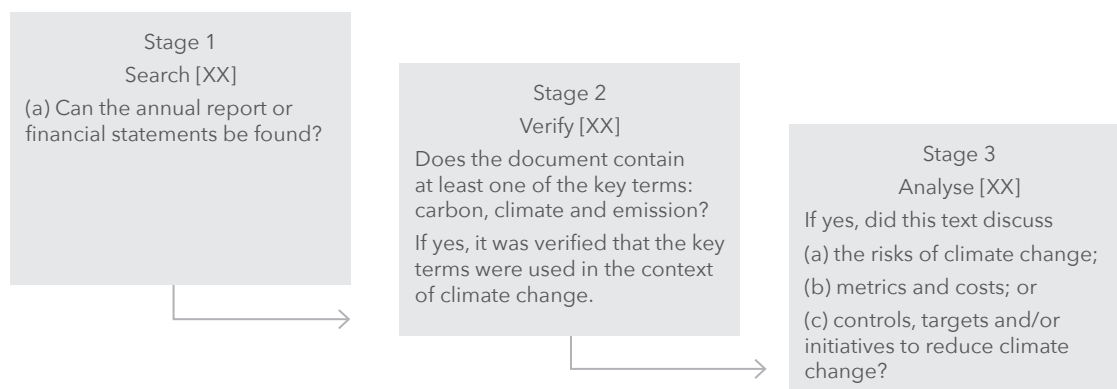 Stage 1
Search [XX]
(a) Can the annual report or
financial statements be found?
Stage 2
Verify [XX]
Does the document contain
at least one of the key terms:
carbon, climate and emission?
If yes, it was verified that the key
terms were used in the context
of climate change.
Stage 3
Analyse [XX]
If yes, did this text discuss
(a) the risks of climate change;
(b) metrics and costs; or
(c) controls, targets and/or
initiatives to reduce climate
change?